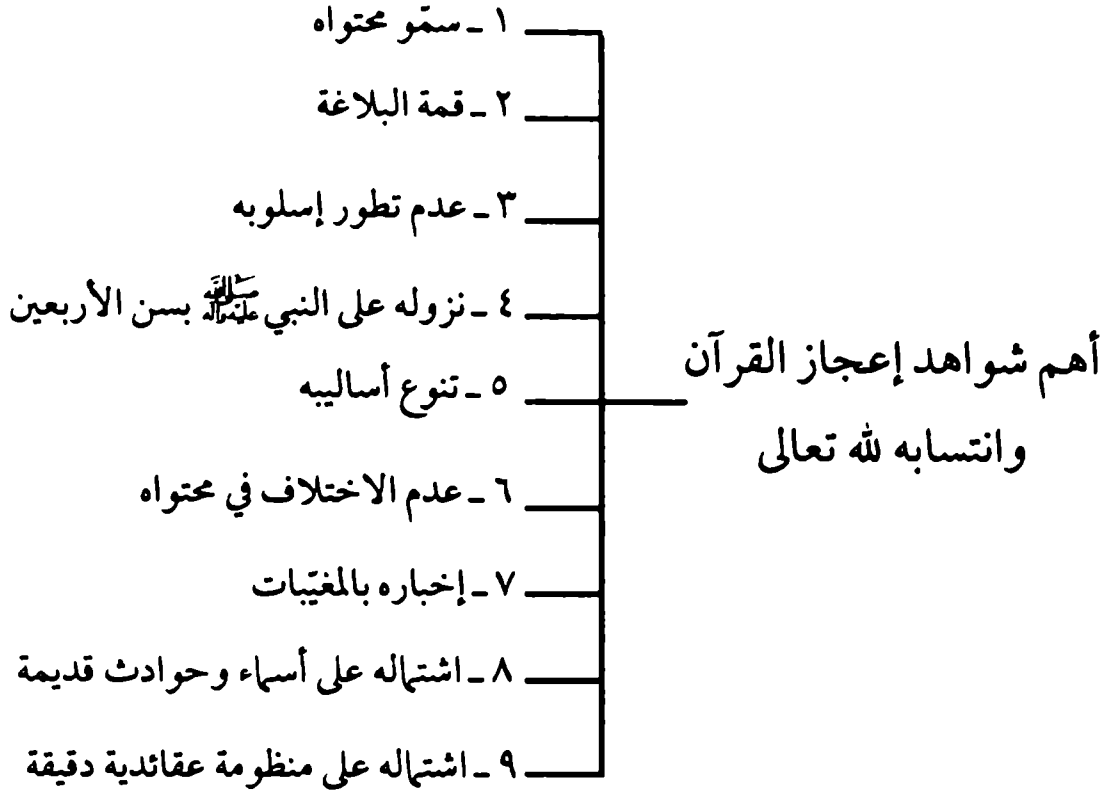 أهم شواهد إعجاز القرآن
وانتسابه لله تعالى
١ ـ سمّو محتواه
٢ ـ قمة البلاغة
٣ ـ عدم تطور إسلوبه
٤ ـ نزوله على النبي صلى الله عليه وآله بسن الأربعين
٥ ـ تنوع أساليبه
٦ ـ عدم الاختلاف في محتواه
٧ ـ إخباره بالمغيّبات
٨ ـ اشتماله على أسماء وحوادث قديمة
٩ ـ اشتماله على منظومة عقائدية دقيقة